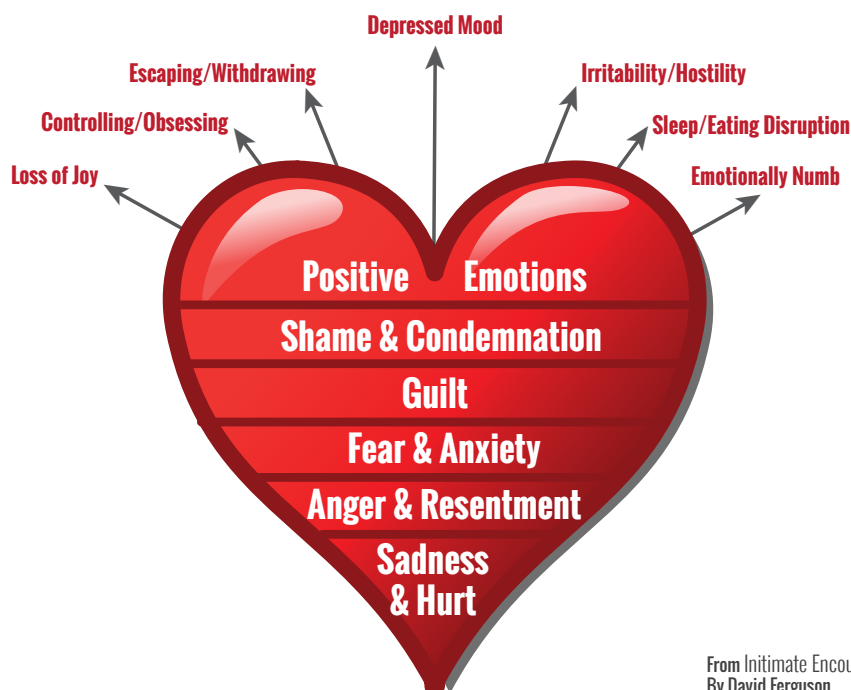 Depressed Mood
Escaping/Withdrawing
Irritability/Hostility
Controlling/Obsessing
Sleep/Eating Disruption
Loss of Joy
Emotionally Numb
Positive Emotions
Shame & Condemnation
Guilt
Fear & Anxiety
Anger & Resentment
Sadness
& Hurt
From Initimate
By David Ferguson